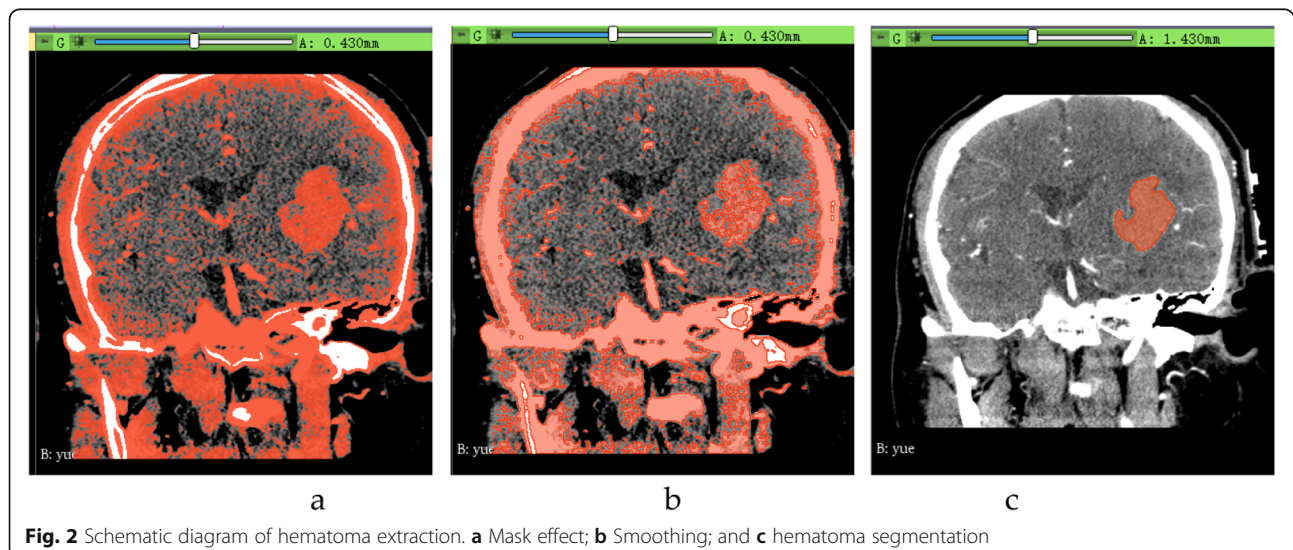 G A: 0.430mm
G A: 0.430mm
G A: 1.430mm
B: yue
B: yue
B: yue
a
b
c
Fig. 2 Schematic diagram of hematoma extraction. a Mask effect; b Smoothing; and c hematoma segmentation